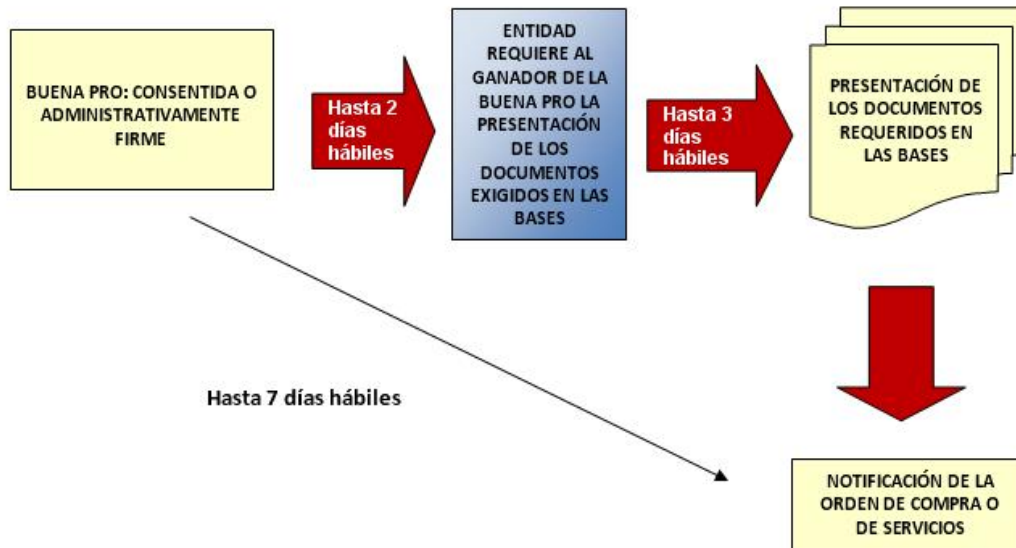 BUENA PRO: CONSENTIDA O
ADMINISTRATIVAMENTE
FIRME
Hasta 2
días
hábiles
ENTIDAD
REQUIERE AL
GANADOR DE LA
BUENA PRO LA
PRESENTACIÓN
DE LOS
DOCUMENTOS
EXIGIDOS EN LAS
BASES
Hasta 3
días
hábiles
PRESENTACIÓN DE
LOS DOCUMENTOS
REQUERIDOS EN
LAS BASES
Hasta 7 días hábiles
NOTIFICACIÓN DE LA
ORDEN DE COMPRA O
DE SERVICIOS